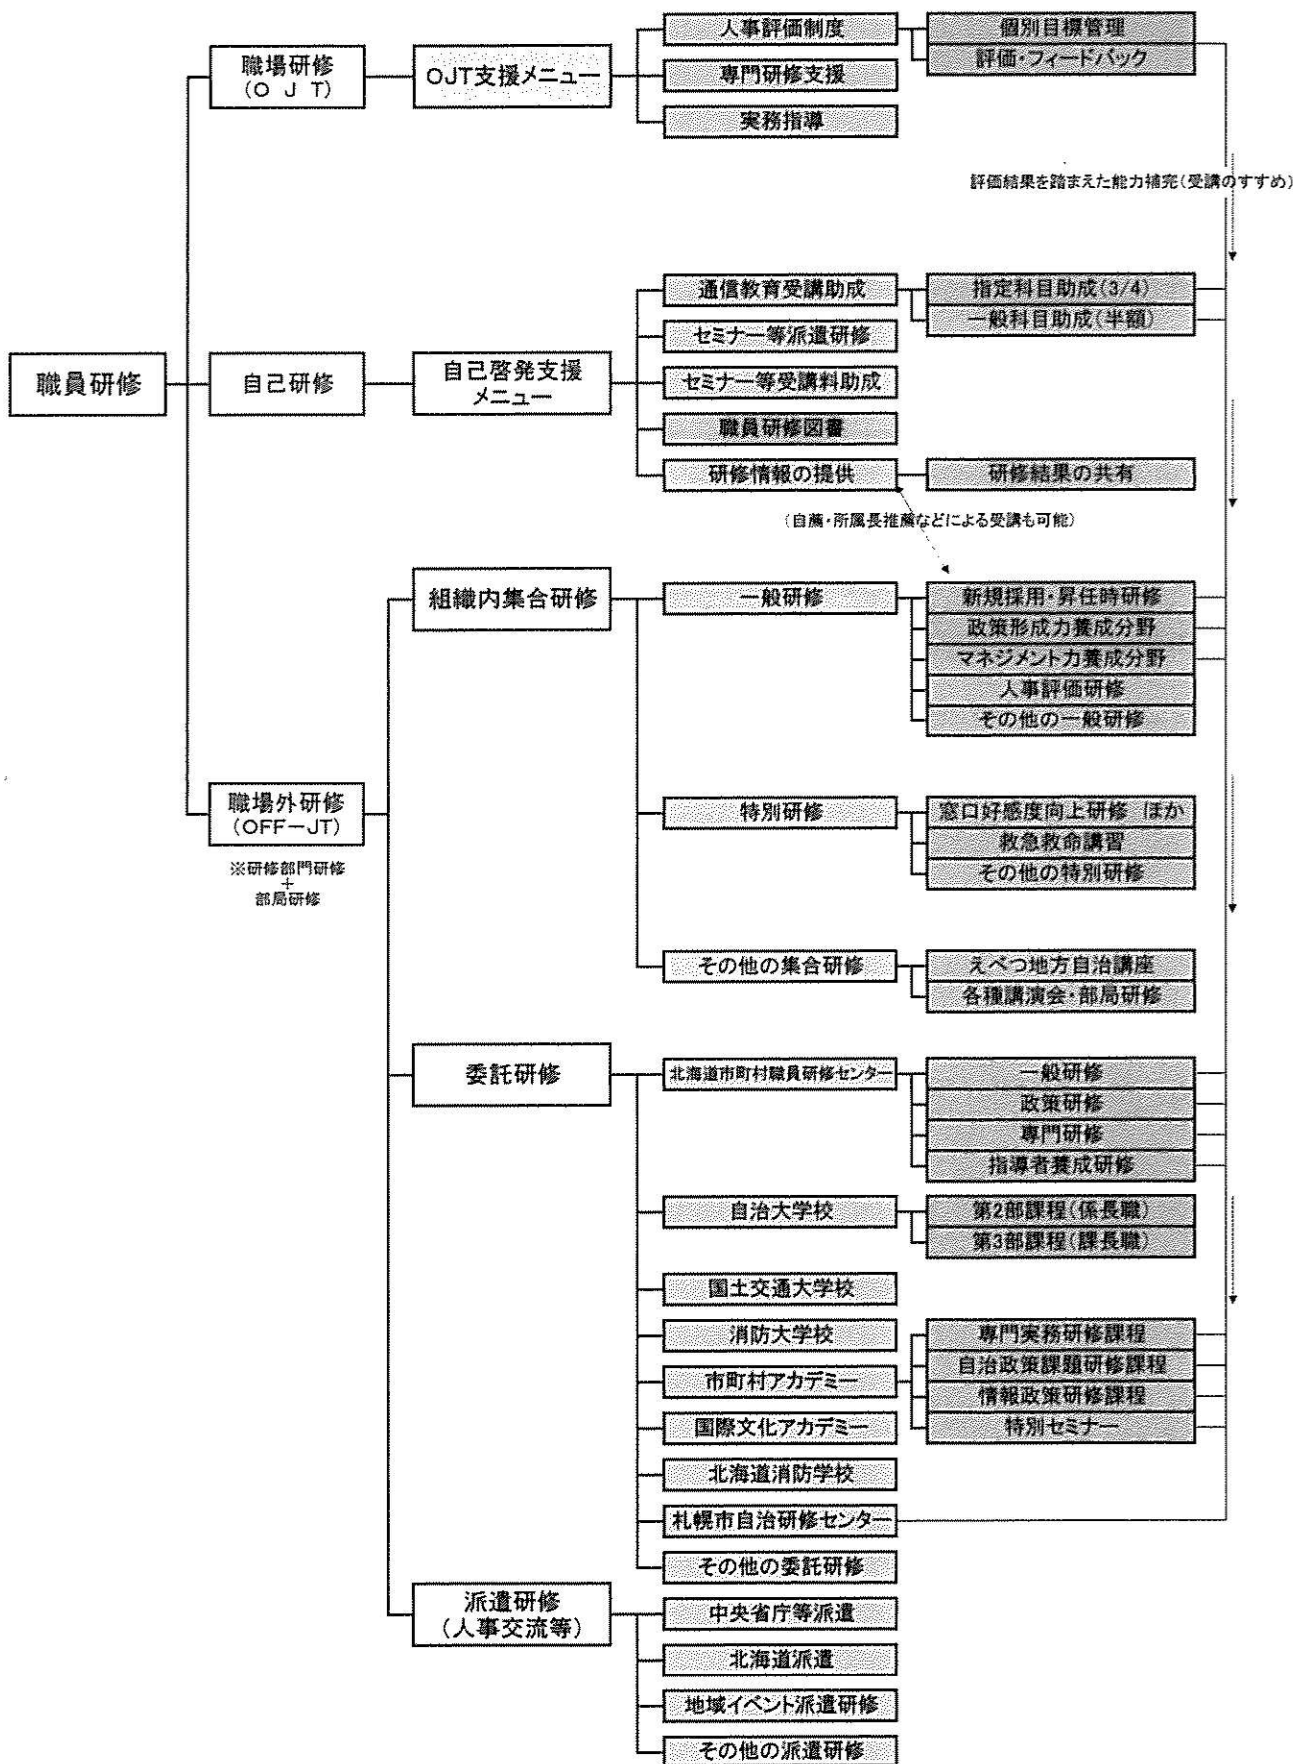 職員研修
職場研修
(ＯＪＴ)
OJT支援メニュー
人事評価制度
個別目標管理
評価・フィードバック
専門研修支援
実務指導
評価結果を踏まえた能力補完(受講のすすめ)
自己研修
自己啓発支援
メニュー
通信教育受講助成
指定科目助成(3/4)
一般科目助成(半額)
セミナー等派遣研修
セミナー等受講料助成
職員研修図書
研修情報の提供
研修結果の共有
(自薦・所属長推薦などによる受講も可能)
職場外研修
(OFF－JT)
※研修部門研修
＋
部局研修
組織内集合研修
一般研修
新規採用・昇任時研修
政策形成力養成分野
マネジメント力養成分野
人事評価研修
その他の一般研修
特別研修
窓口好感度向上研修 ほか
救急救命講習
その他の特別研修
その他の集合研修
えべつ地方自治講座
各種講演会・部局研修
委託研修
北海道市町村職員研修センター
一般研修
政策研修
専門研修
指導者養成研修
自治大学校
第2部課程(係長職)
第3部課程(課長職)
国土交通大学校
消防大学校
市町村アカデミー
専門実務研修課程
自治政策課題研修課程
情報政策研修課程
特別セミナー
国際文化アカデミー
北海道消防学校
札幌市自治研修センター
その他の委託研修
派遣研修
(人事交流等)
中央省庁等派遣
北海道派遣
地域イベント派遣研修
その他の派遣研修